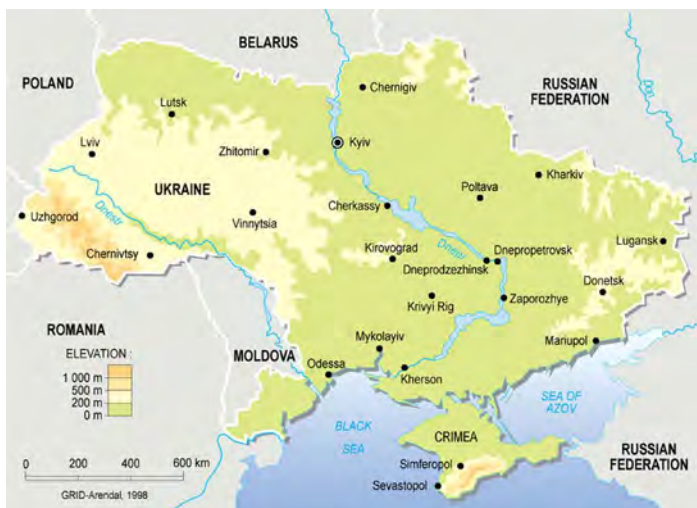 BELARUS
POLAND
Chernigiv
RUSSIAN
FEDERATION
Don
Lutsk
Kyiv
Lviv
Zhitomir
Kharkiv
UKRAINE
Poltava
Cherkassy
Uzhgorod
Dnestr
Vinnytsia
Lugansk
Kirovograd
Dnestr
Dnepropetrovsk
Chernivtsy
Dneprodzezhinsk
Donetsk
Krivyi Rig
Zaporozhye
ROMANIA
Mykolayiv
Mariupol
ELEVATION :
MOLDOVA
1 000 m
500 m
200 m
0 m
Odessa
Kherson
SEA OF
AZOV
BLACK
SEA
CRIMEA
RUSSIAN
FEDERATION
0 200 400 600 km
Simferopol
Sevastopol
GRID-Arendal, 1998